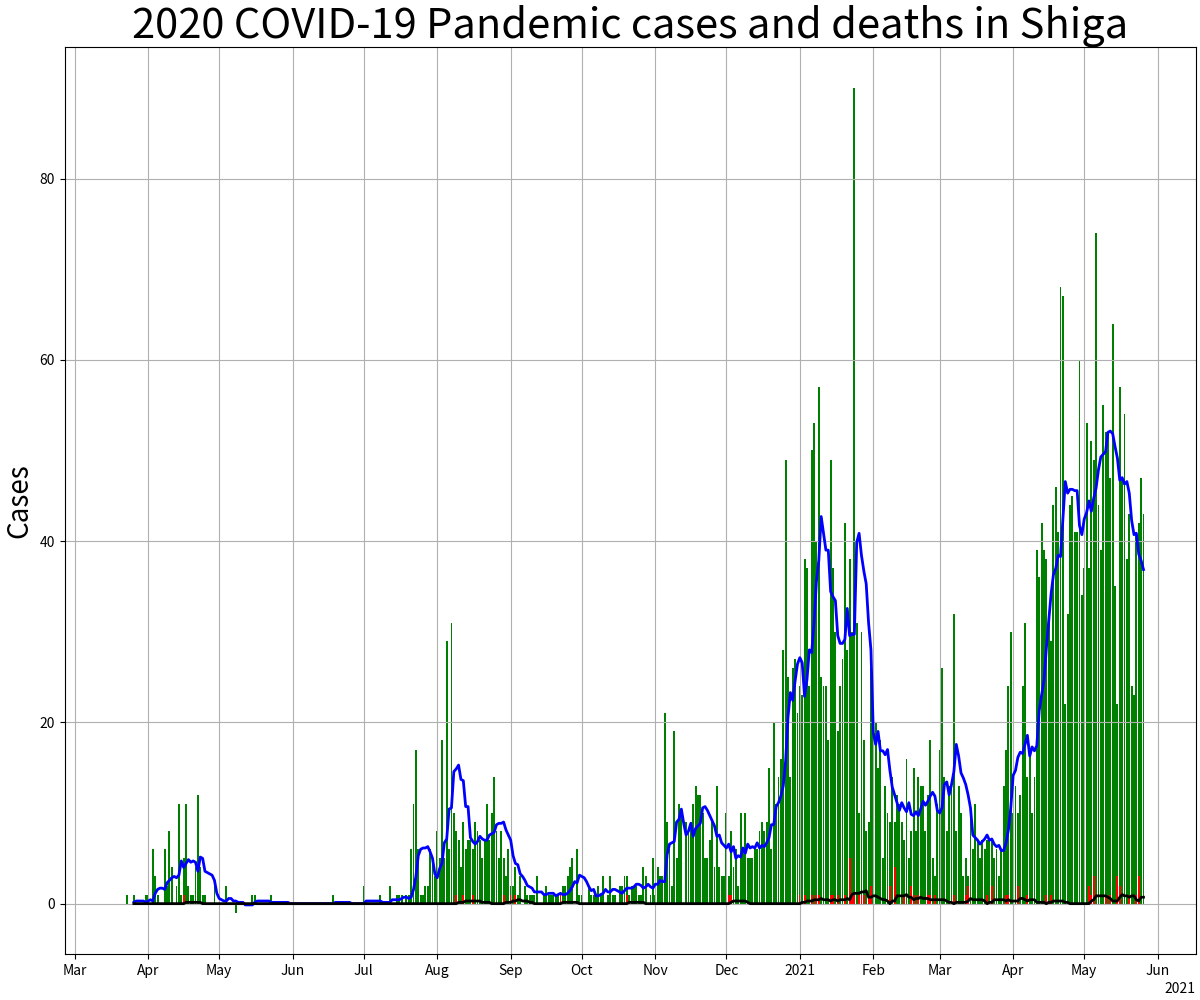 2020 COVID-19 Pandemic cases and deaths in Shiga
Cases
80
60
40
20
0
Mar Apr May Jun Jul Aug Sep Oct Nov Dec 2021 Feb Mar Apr May Jun
2021